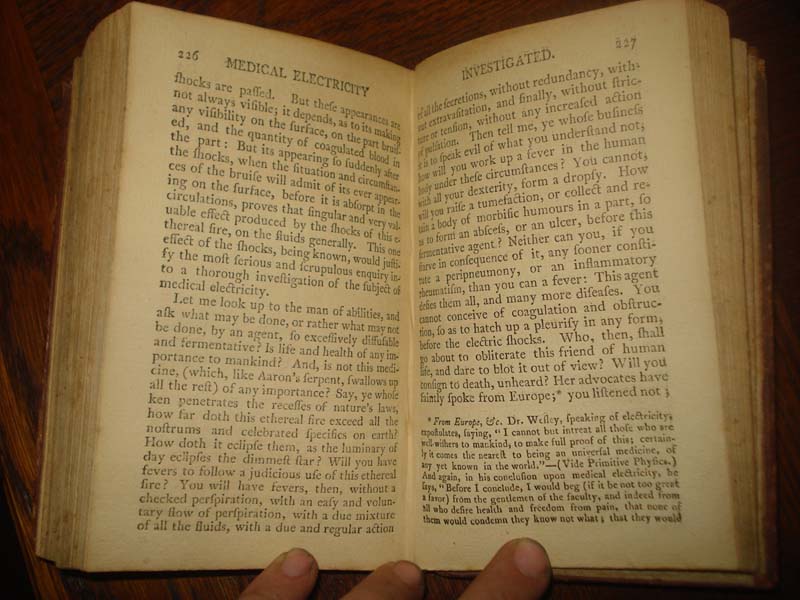 226
MEDICAL ELECTRICITY
ſhocks are paſſed. But theſe appearances are
not always viſible; it depends, as to its making
any viſibility on the ſurface, on the part bruiſ-
ed, and the quantity of coagulated blood in
the part: But its appearing ſo ſuddenly after
the ſhocks, when the ſituation and circumſtan-
ces of the bruiſe will admit of its ever appear-
ing on the ſurface, before it is abſorpt in the
circulations, proves that ſingular and very val-
uable effect produced by the ſhocks of this e-
thereal fire, on the fluids generally. This one
effect of the ſhocks, being known, would juſti-
fy the moſt ſerious and ſcrupulous enquiry in-
to a thorough inveſtigation of the ſubject of
medical electricity.
Let me look up to the man of abilities, and
aſk what may be done, or rather what may not
be done, by an agent, ſo exceſſively diffuſible
and fermentative? Is life and health of any im-
portance to mankind? And, is not this medi-
cine, (which, like Aaron's ſerpent, ſwallows up
all the reſt) of any importance? Say, ye whoſe
ken penetrates the receſſes of nature's laws,
how far doth this ethereal fire exceed all the
noſtrums and celebrated ſpecifics on earth?
How doth it eclipſe them, as the luminary of
day eclipſes the dimmeſt ſtar? Will you have
fevers to follow a judicious uſe of this ethereal
fire? You will have fevers, then, without a
checked perſpiration, with an eaſy and volun-
tary flow of perſpiration, with a due mixture
of all the fluids, with a due and regular action
INVESTIGATED.
227
of all the ſecretions, without redundancy, with-
out extravaſation, and finally, without ſtric-
ture or tenſion, without any increaſed action
of pulſation. Then tell me, ye whoſe buſineſs
it is to ſpeak evil of what you underſtand not;
how will you work up a fever in the human
body under theſe circumſtances? You cannot,
with all your dexterity, form a dropſy. How
will you raiſe a tumefaction, or collect and re-
tain a body of morbific humours in a part, ſo
as to form an abſceſs, or an ulcer, before this
fermentative agent? Neither can you, if you
ſtarve in conſequence of it, any ſooner conſti-
tute a peripneumony, or an inflammatory
rheumatiſm, than you can a fever: This agent
defies them all, and many more diſeaſes. You
cannot conceive of coagulation and obſtruc-
tion, ſo as to hatch up a pleuriſy in any form,
before the electric ſhocks. Who, then, ſhall
go about to obliterate this friend of human
life, and dare to blot it out of view? Will you
conſign to death, unheard? Her advocates have
faintly ſpoke from Europe;* you liſtened not;
* From Europe, &c. Dr. Weſley, ſpeaking of electricity,
expoſtulates, ſaying, "I cannot but intreat all thoſe who are
well-wiſhers to mankind, to make full proof of this; certain-
ly it comes the neareſt to being an univerſal medicine, of
any yet known in the world."—(Vide Primitive Phyſics.)
And again, in his concluſion upon medical electricity, he
ſays, "Before I conclude, I would beg (if it be not too great
a favor) from the gentlemen of the faculty, and indeed from
all who deſire health and freedom from pain, that none of
them would condemn they know not what; that they would